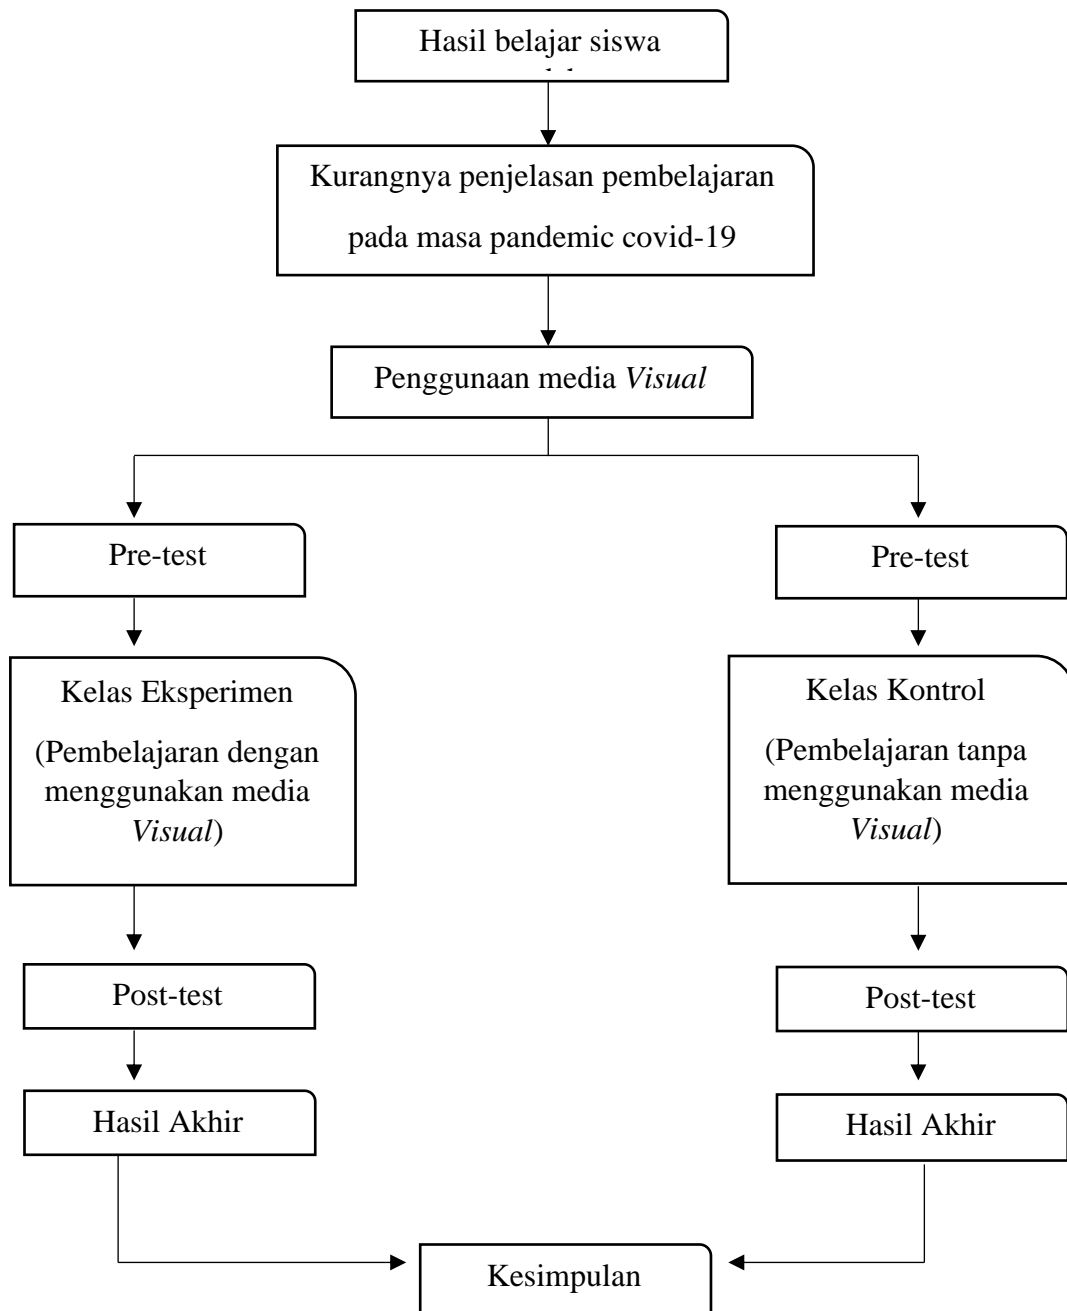 Hasil belajar siswa
Kurangnya penjelasan pembelajaran
pada masa pandemic covid-19
Penggunaan media Visual
Pre-test
Pre-test
Kelas Eksperimen
(Pembelajaran dengan
menggunakan media
Visual)
Kelas Kontrol
(Pembelajaran tanpa
menggunakan media
Visual)
Post-test
Post-test
Hasil Akhir
Hasil Akhir
Kesimpulan